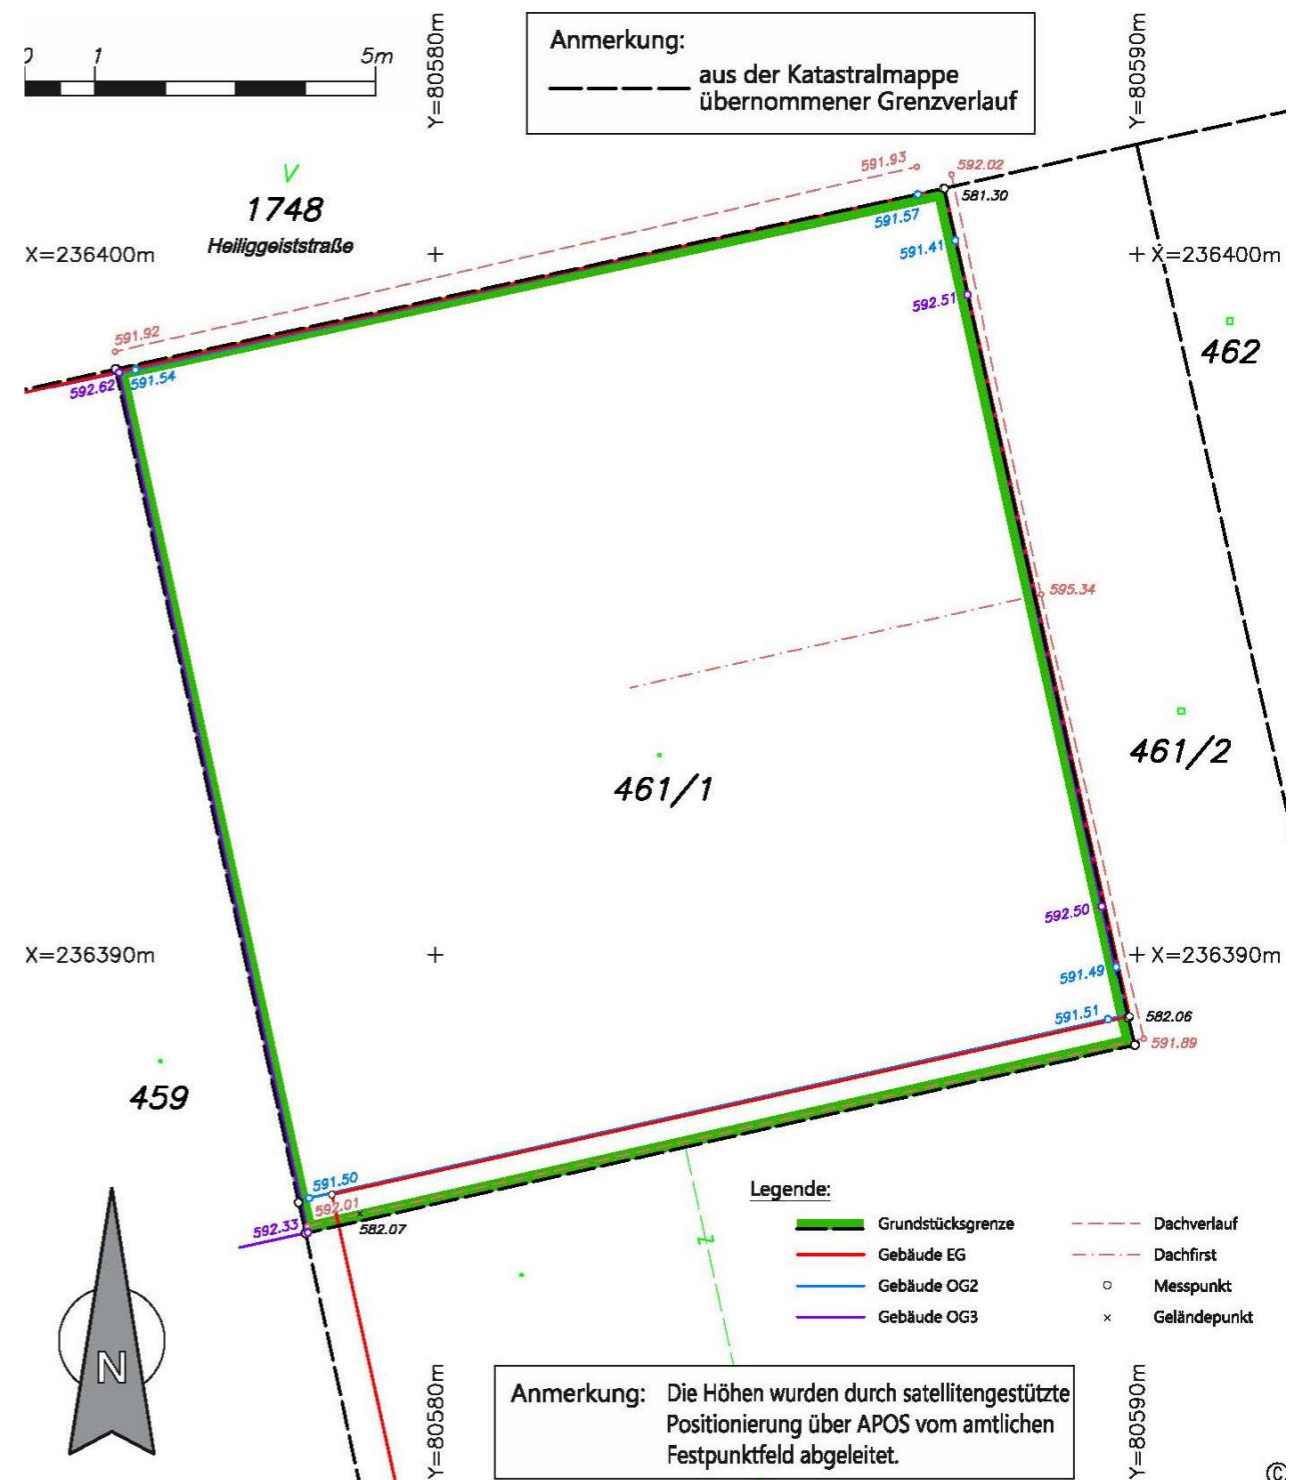 0 1 5m
Y=80580m
Anmerkung:
aus der Katastralmappe
übernommener Grenzverlauf
Y=80590m
V
1748
Heiliggeiststraße
591.93
592.02
581.30
591.57
591.41
X=236400m
X=236400m
592.51
591.92
592.62
591.54
462
595.34
461/1
461/2
592.50
X=236390m
X=236390m
591.49
591.51
582.06
591.89
459
591.50
592.01
592.33
582.07
Z
Legende:
Grundstücksgrenze
Gebäude EG
Gebäude OG2
Gebäude OG3
Dachverlauf
Dachfirst
Messpunkt
Geländepunkt
N
Y=80580m
Anmerkung: Die Höhen wurden durch satellitengestützte
Positionierung über APOS vom amtlichen
Festpunktfeld abgeleitet.
Y=80590m